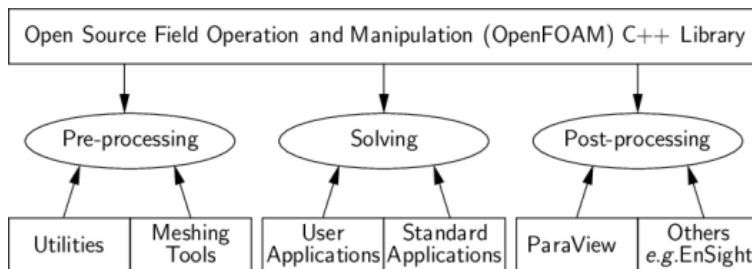 Open Source Field Operation and Manipulation (OpenFOAM) C++ Library
Pre-processing
Solving
Post-processing
Utilities
Meshing
Tools
User
Applications
Standard
Applications
ParaView
Others
e.g.EnSight